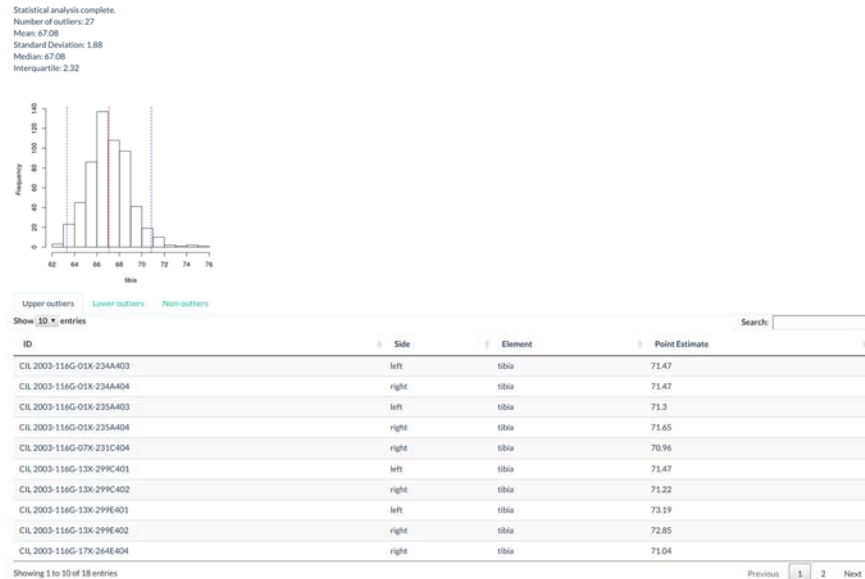 Statistical analysis complete.
Number of outliers: 27
Mean: 67.08
Standard Deviation: 1.88
Median: 67.08
Interquartile: 2.32
Frequency
0 20 40 60 80 100 120 140
62 64 66 68 70 72 74 76
tibia
Upper outliers Lower outliers Non-outliers
Show 10 entries Search:
ID Side Element Point Estimate
CIL 2003-116G-01X-234A403 left tibia 71.47
CIL 2003-116G-01X-234A404 right tibia 71.47
CIL 2003-116G-01X-235A403 left tibia 71.3
CIL 2003-116G-01X-235A404 right tibia 71.65
CIL 2003-116G-07X-231C404 right tibia 70.96
CIL 2003-116G-13X-299C401 left tibia 71.47
CIL 2003-116G-13X-299C402 right tibia 71.22
CIL 2003-116G-13X-299E401 left tibia 73.19
CIL 2003-116G-13X-299E402 right tibia 72.85
CIL 2003-116G-17X-264E404 right tibia 71.04
Showing 1 to 10 of 18 entries Previous 1 2 Next